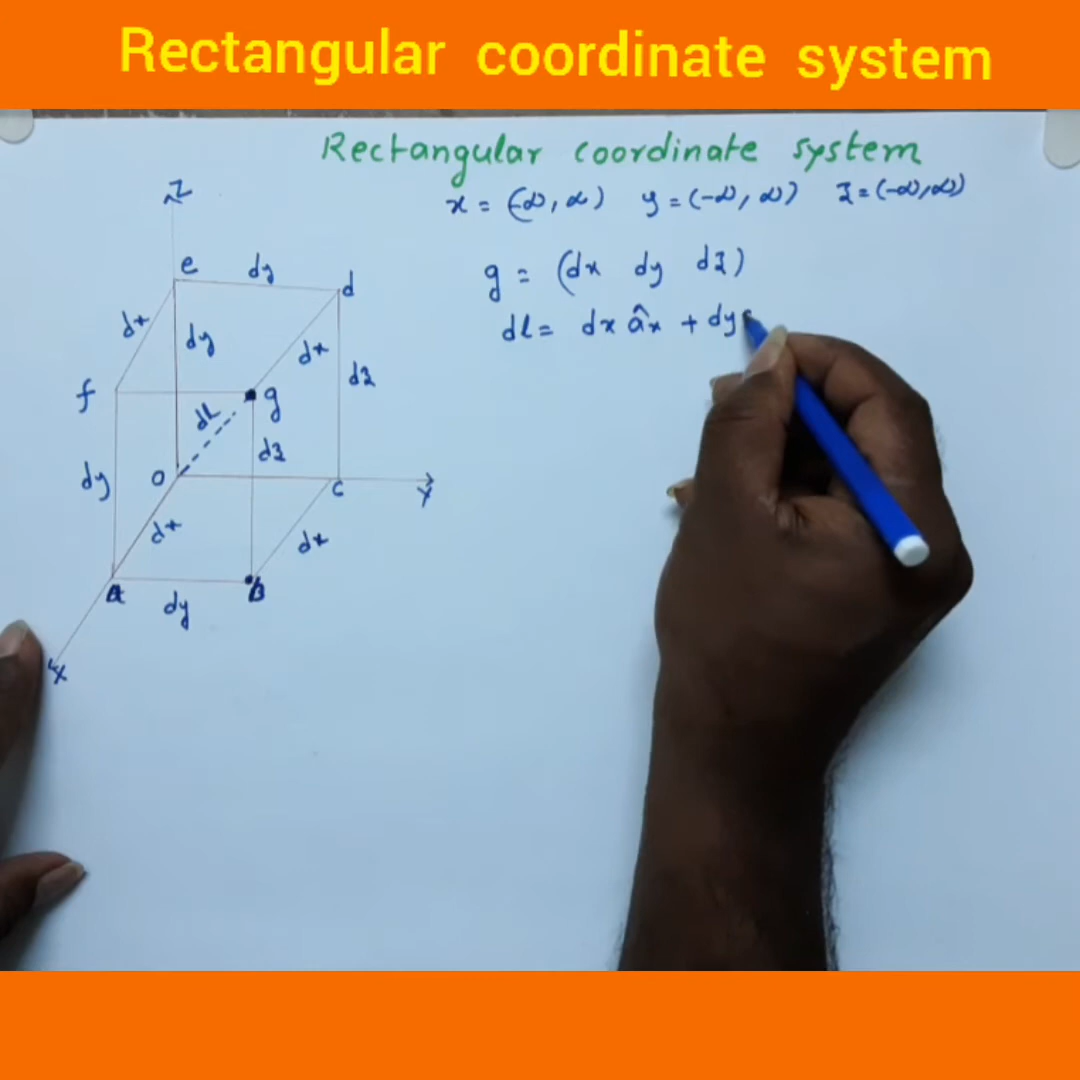 Rectangular coordinate system
Rectangular coordinate system
x = (-∞, ∞) y = (-∞, ∞) z = (-∞, ∞)
g = (dx dy dz)
dl = dx âx + dy
Z
e dy d
dx dy dx dz
f g
dl
dz
dy O C Y
dx dx
A B
dy
X